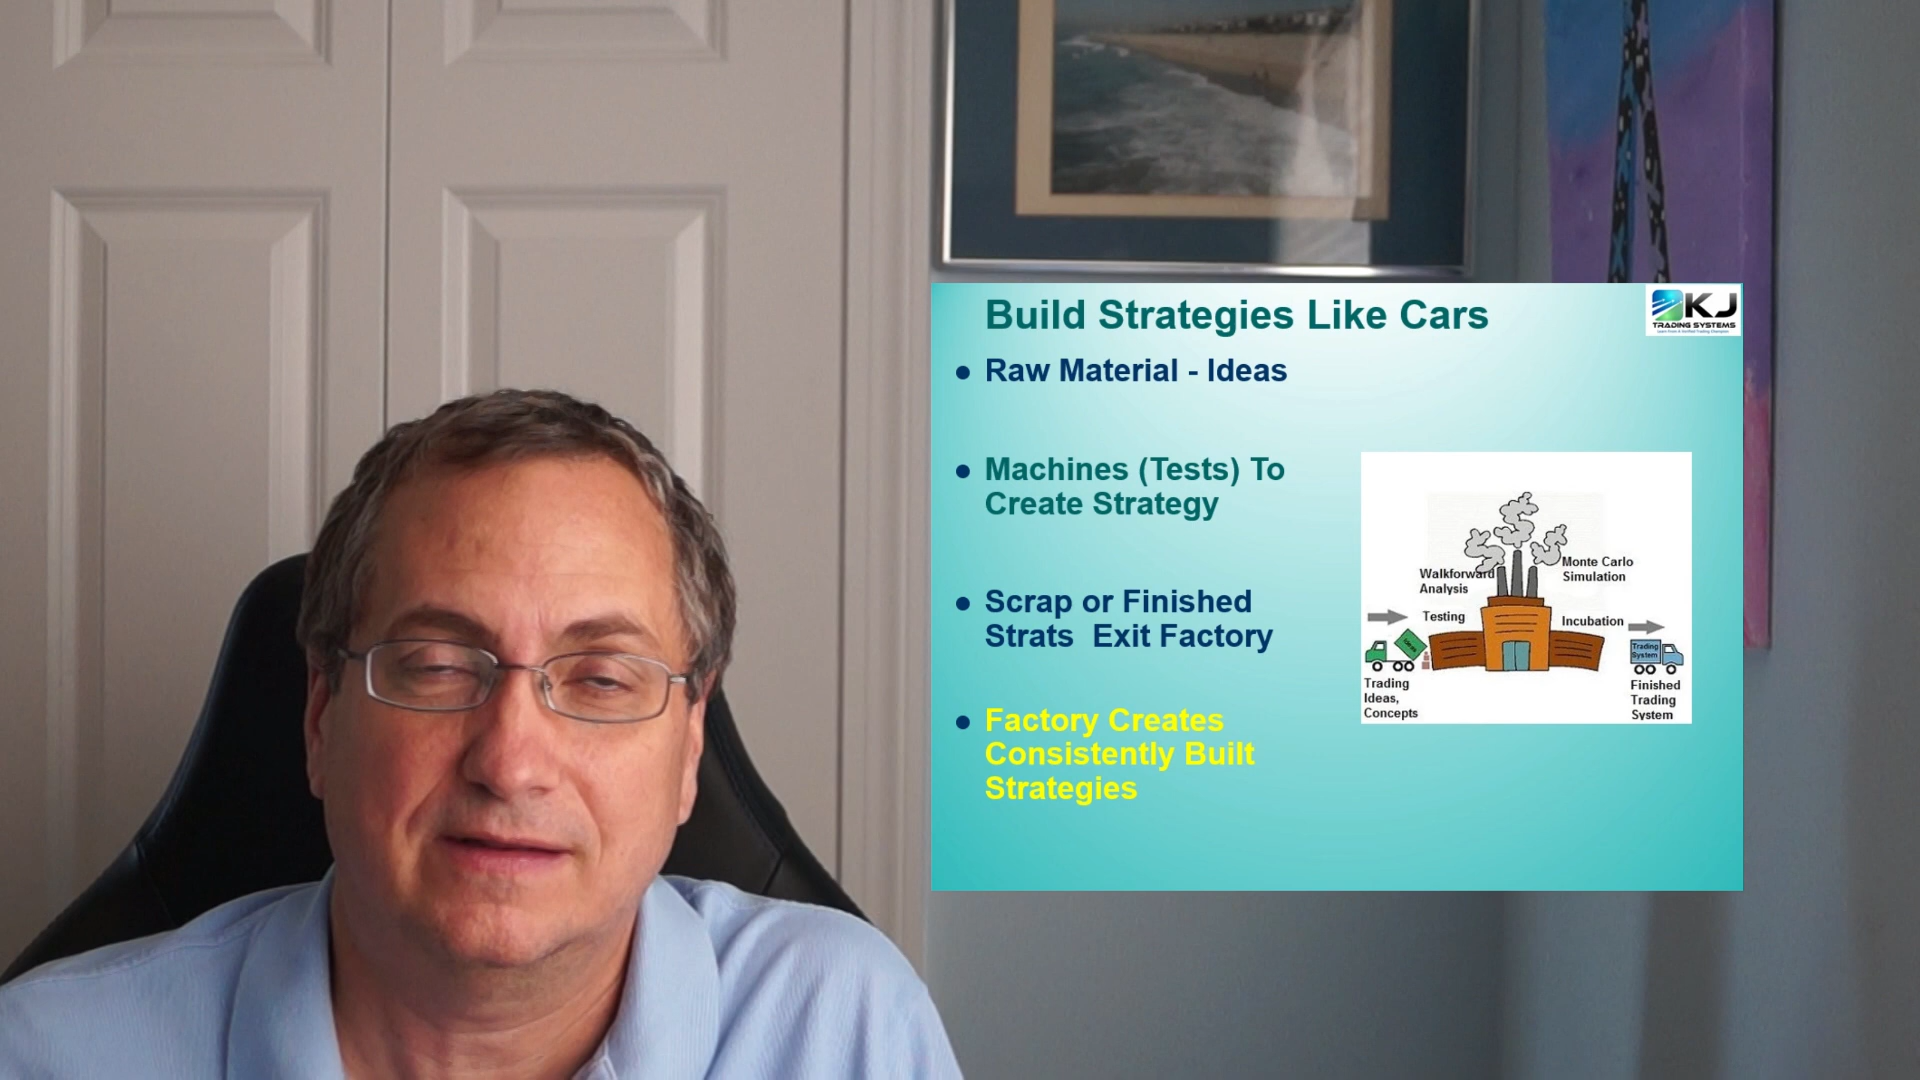 Build Strategies Like Cars
KJ
TRADING SYSTEMS
● Raw Material - Ideas
● Machines (Tests) To
Create Strategy
● Scrap or Finished
Strats  Exit Factory
● Factory Creates
Consistently Built
Strategies
Walkforward
Analysis
Monte Carlo
Simulation
Testing
Incubation
Trading
System
Trading
Ideas,
Concepts
Finished
Trading
System